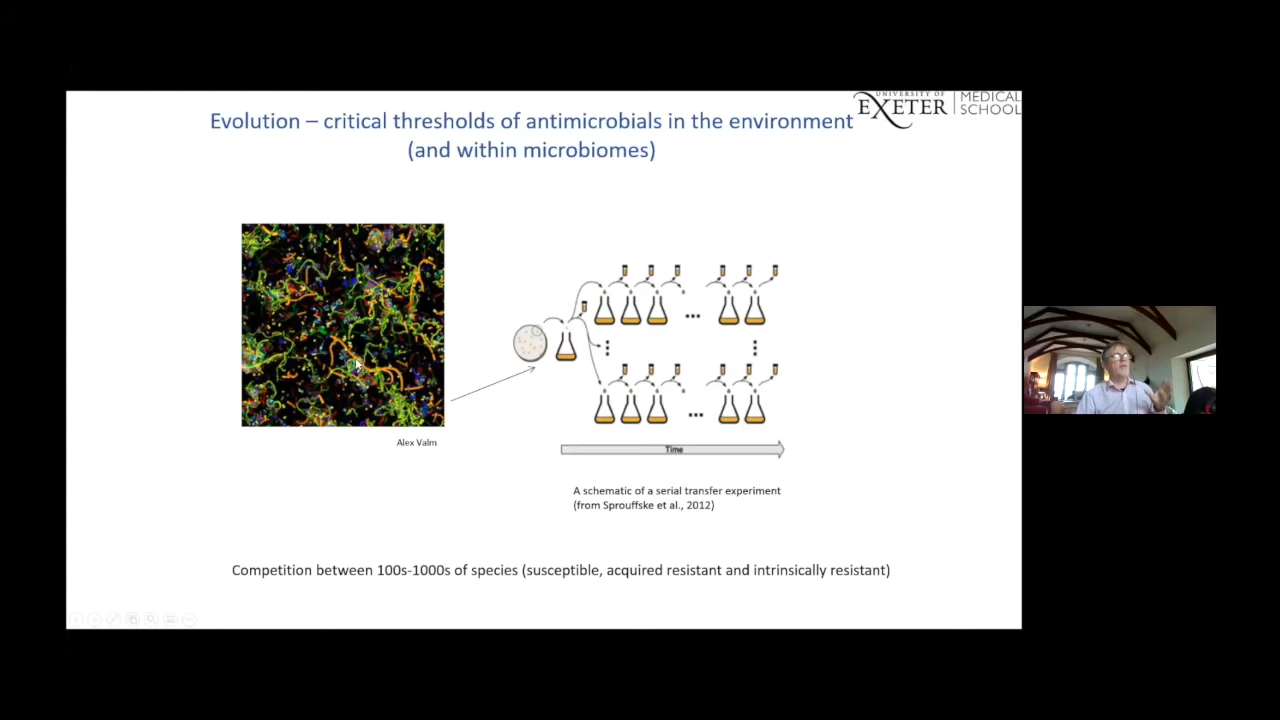 Evolution – critical thresholds of antimicrobials in the environment
(and within microbiomes)
UNIVERSITY OF
EXETER
MEDICAL
SCHOOL
Alex Valm
Time
A schematic of a serial transfer experiment
(from Sprouffske et al., 2012)
Competition between 100s-1000s of species (susceptible, acquired resistant and intrinsically resistant)